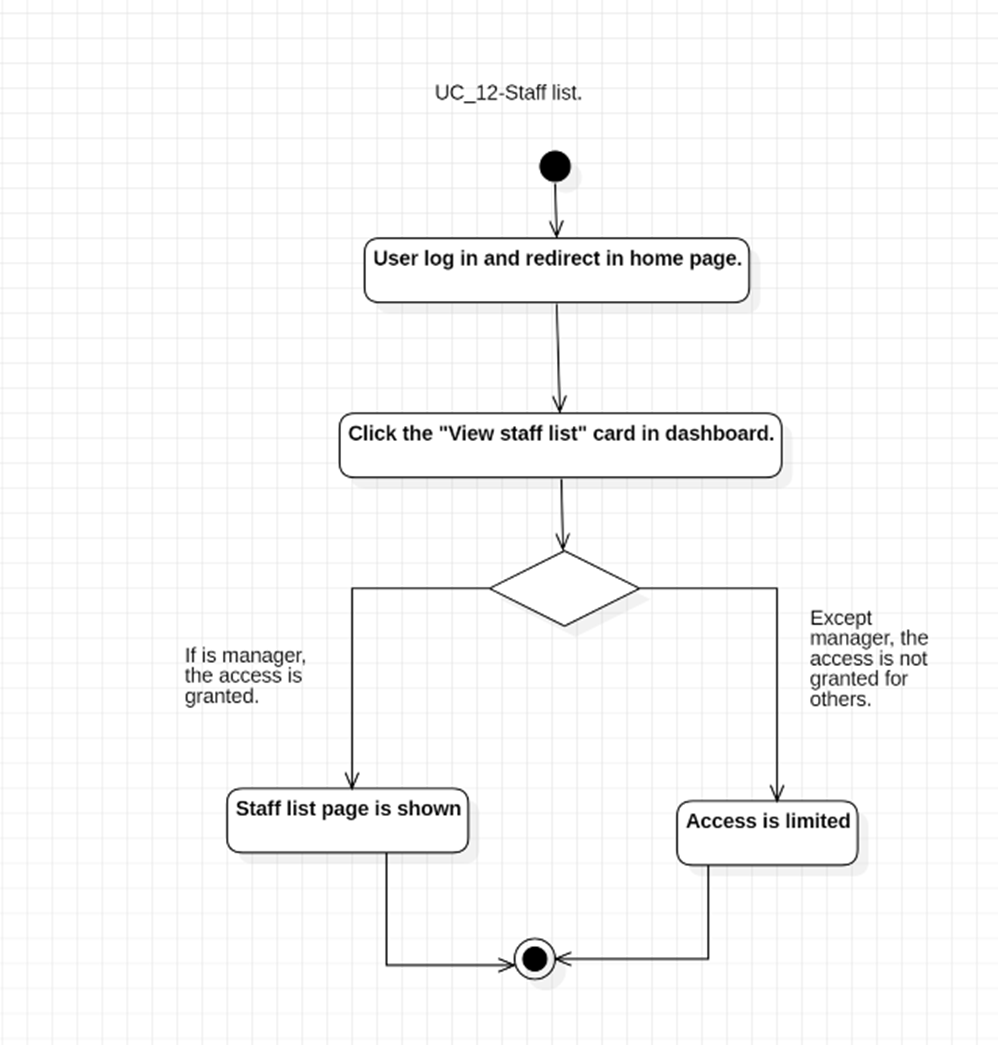 UC_12-Staff list.
User log in and redirect in home page.
Click the "View staff list" card in dashboard.
If is manager,
the access is
granted.
Except
manager, the
access is not
granted for
others.
Staff list page is shown
Access is limited